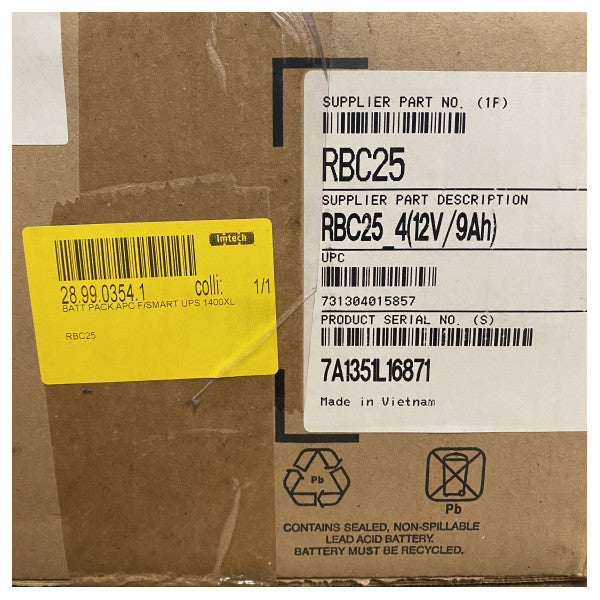 SUPPLIER PART NO. (1P)
RBC25
SUPPLIER PART DESCRIPTION
RBC25_4(12V/9Ah)
UPC
731304015857
PRODUCT SERIAL NO. (S)
7A1351L16871
Made in Vietnam
Imtech
28.99.0354.1 colli: 1/1
BATT PACK APC F/SMART UPS 1400XL
RBC25
Pb
Pb
CONTAINS SEALED, NON-SPILLABLE
LEAD ACID BATTERY.
BATTERY MUST BE RECYCLED.